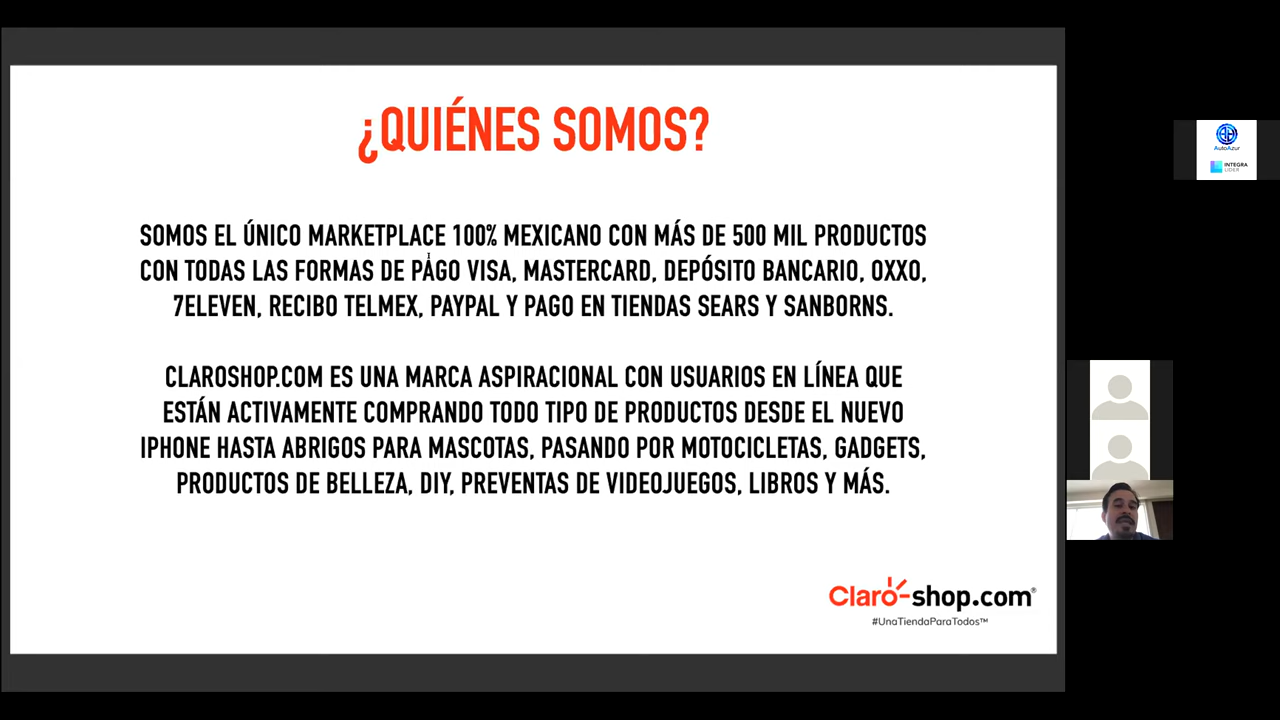 ¿QUIÉNES SOMOS?
SOMOS EL ÚNICO MARKETPLACE 100% MEXICANO CON MÁS DE 500 MIL PRODUCTOS
CON TODAS LAS FORMAS DE PAGO VISA, MASTERCARD, DEPÓSITO BANCARIO, OXXO,
7ELEVEN, RECIBO TELMEX, PAYPAL Y PAGO EN TIENDAS SEARS Y SANBORNS.
CLAROSHOP.COM ES UNA MARCA ASPIRACIONAL CON USUARIOS EN LÍNEA QUE
ESTÁN ACTIVAMENTE COMPRANDO TODO TIPO DE PRODUCTOS DESDE EL NUEVO
IPHONE HASTA ABRIGOS PARA MASCOTAS, PASANDO POR MOTOCICLETAS, GADGETS,
PRODUCTOS DE BELLEZA, DIY, PREVENTAS DE VIDEOJUEGOS, LIBROS Y MÁS.
Claro-shop.com®
#UnaTiendaParaTodos™
AutoAzur
INTEGRA
LIDER